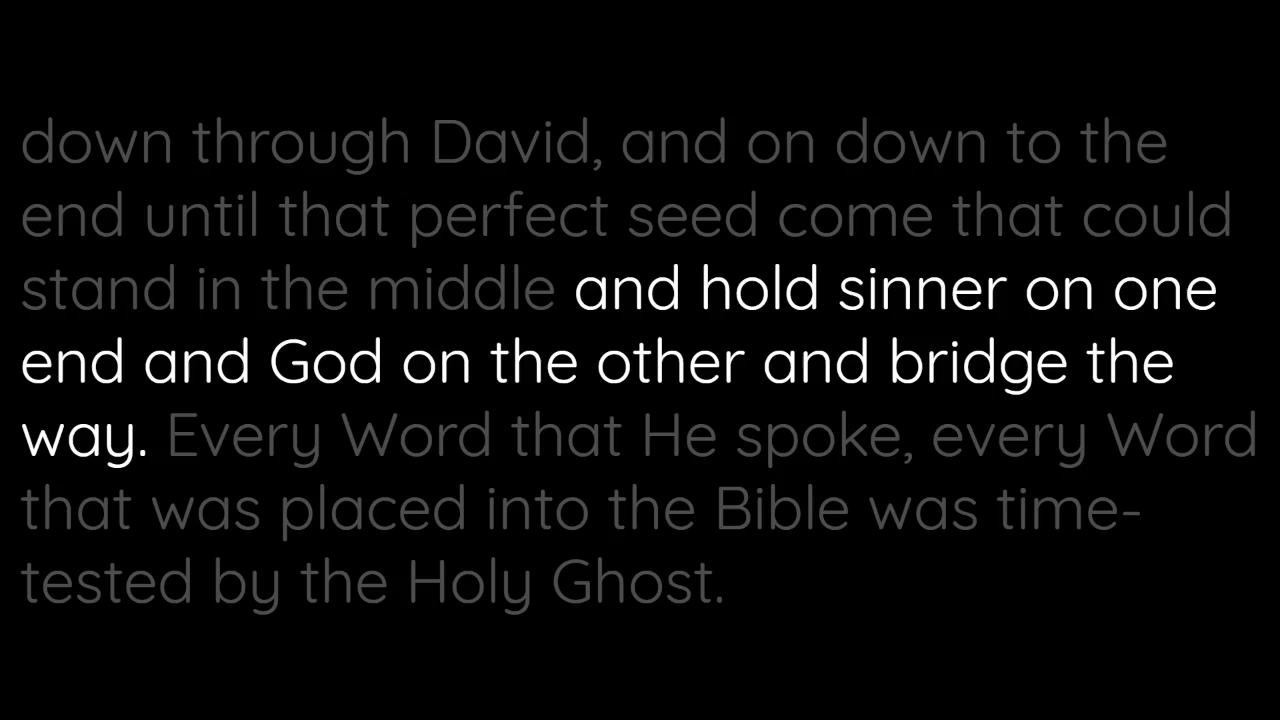 down through David, and on down to the
end until that perfect seed come that could
stand in the middle and hold sinner on one
end and God on the other and bridge the
way. Every Word that He spoke, every Word
that was placed into the Bible was time-
tested by the Holy Ghost.